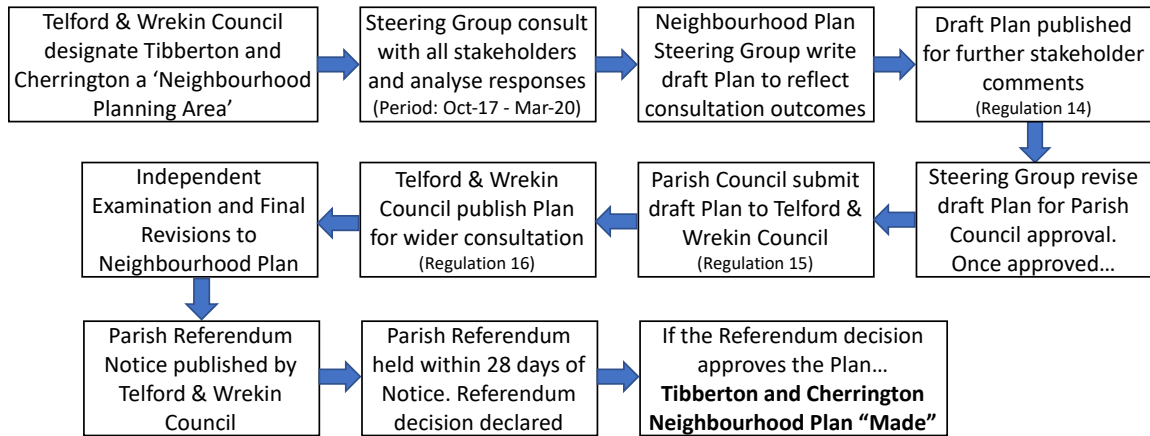 Telford & Wrekin Council
designate Tibberton and
Cherrington a ‘Neighbourhood
Planning Area’
Steering Group consult
with all stakeholders
and analyse responses
(Period: Oct-17 - Mar-20)
Neighbourhood Plan
Steering Group write
draft Plan to reflect
consultation outcomes
Draft Plan published
for further stakeholder
comments
(Regulation 14)
Steering Group revise
draft Plan for Parish
Council approval.
Once approved…
Parish Council submit
draft Plan to Telford &
Wrekin Council
(Regulation 15)
Telford & Wrekin
Council publish Plan
for wider consultation
(Regulation 16)
Independent
Examination and Final
Revisions to
Neighbourhood Plan
Parish Referendum
Notice published by
Telford & Wrekin
Council
Parish Referendum
held within 28 days of
Notice. Referendum
decision declared
If the Referendum decision
approves the Plan…
Tibberton and Cherrington
Neighbourhood Plan “Made”